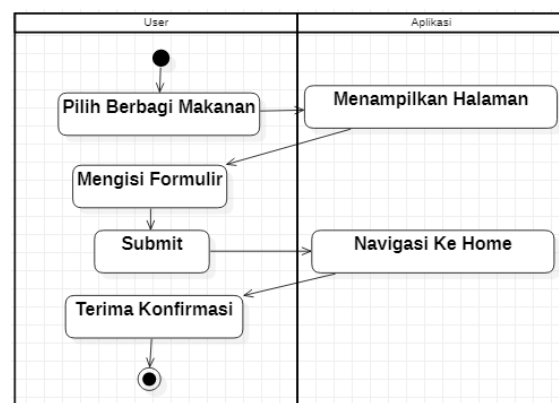 User
Aplikasi
Pilih Berbagi Makanan
Menampilkan Halaman
Mengisi Formulir
Submit
Navigasi Ke Home
Terima Konfirmasi